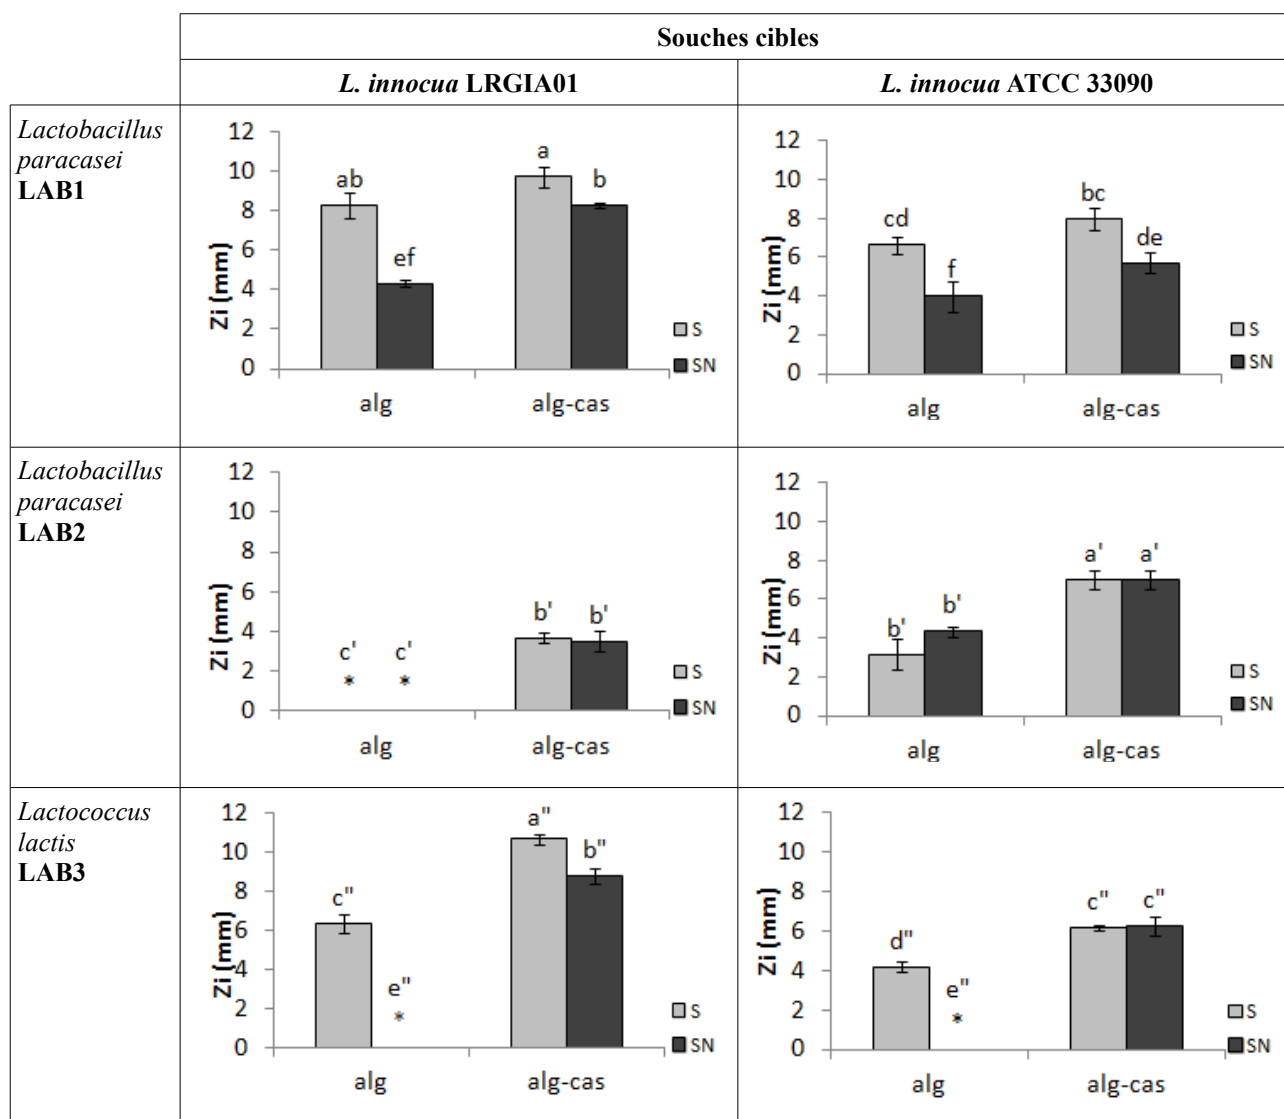 Souches cibles
L. innocua LRGIA01
L. innocua ATCC 33090
Lactobacillus
paracasei
LAB1
Zi (mm)
12
10
8
6
4
2
0
ab
ef
a
b
alg
alg-cas
S
SN
Zi (mm)
12
10
8
6
4
2
0
cd
f
bc
de
alg
alg-cas
S
SN
Lactobacillus
paracasei
LAB2
Zi (mm)
12
10
8
6
4
2
0
c' c'
* *
b' b'
alg
alg-cas
S
SN
Zi (mm)
12
10
8
6
4
2
0
b'
b'
a' a'
alg
alg-cas
S
SN
Lactococcus
lactis
LAB3
Zi (mm)
12
10
8
6
4
2
0
c"
e"
*
a"
b"
alg
alg-cas
S
SN
Zi (mm)
12
10
8
6
4
2
0
d"
e"
*
c" c"
alg
alg-cas
S
SN